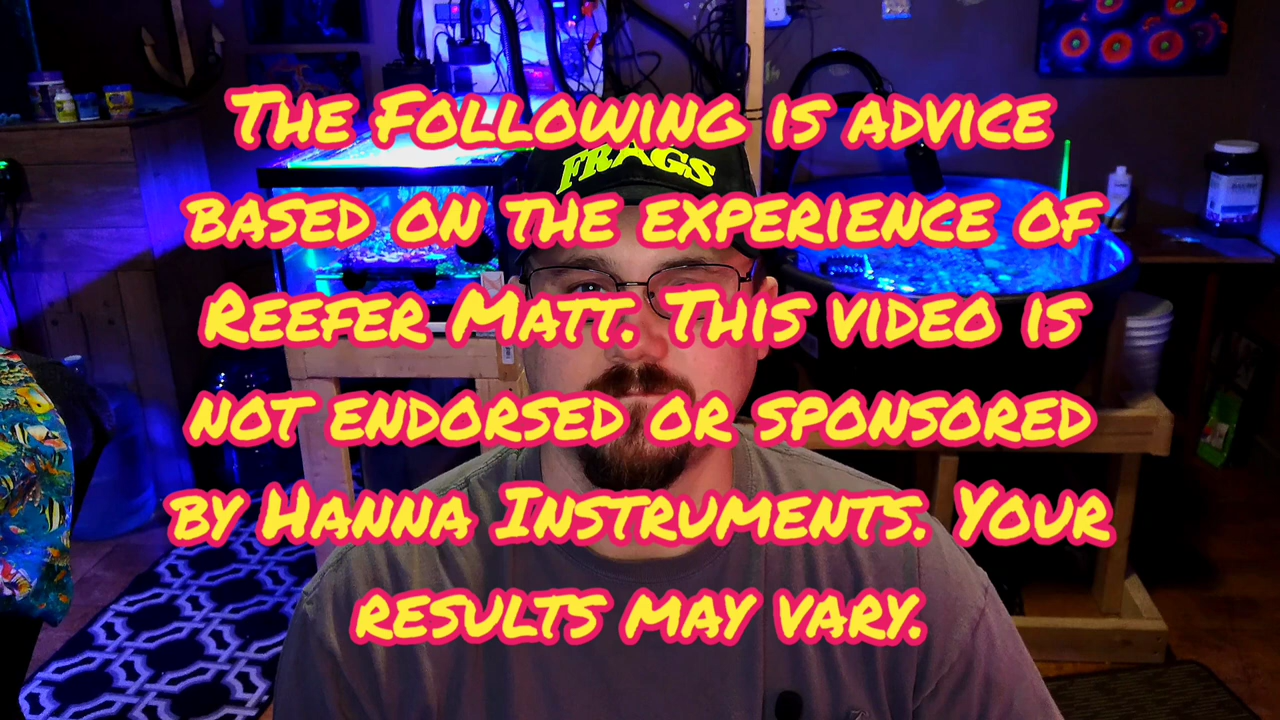 The Following is advice
based on the experience of
Reefer Matt. This video is
not endorsed or sponsored
by Hanna Instruments. Your
results may vary.
FRAGS